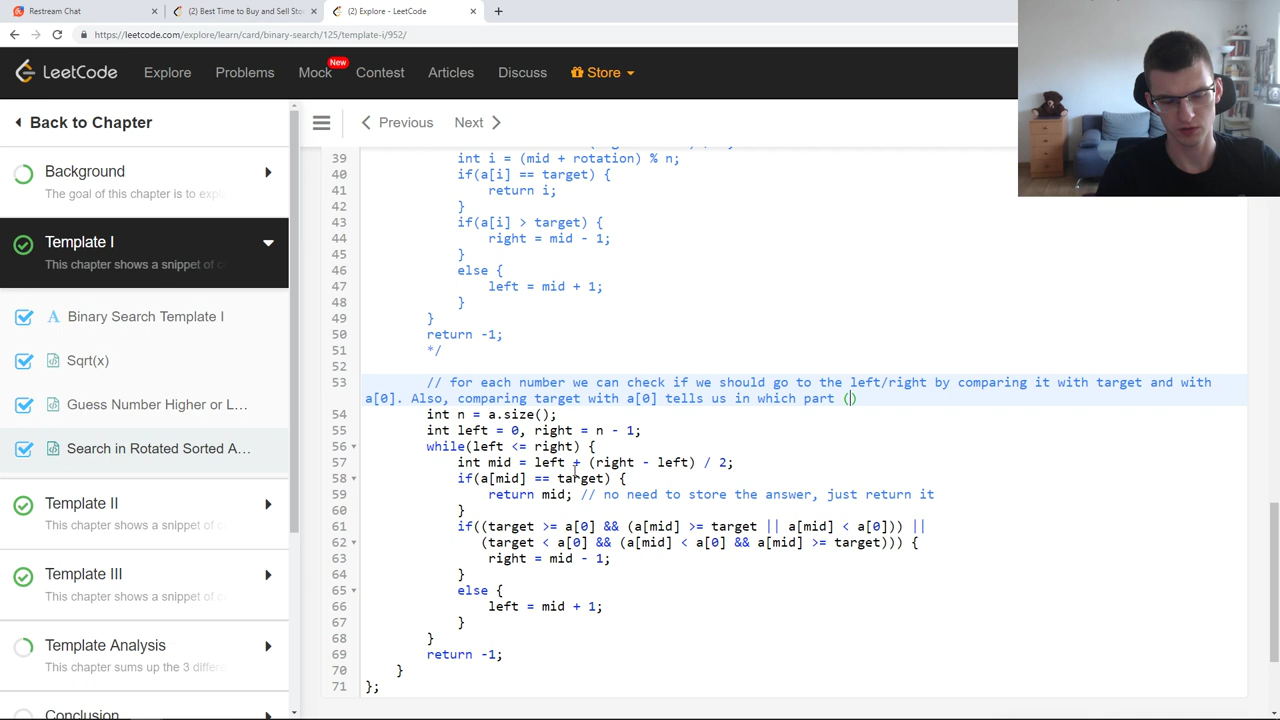 Restream Chat
(2) Best Time to Buy and Sell Sto
(2) Explore - LeetCode
https://leetcode.com/explore/learn/card/binary-search/125/template-i/952/
LeetCode Explore Problems Mock New Contest Articles Discuss Store
Back to Chapter
Previous Next
Background
The goal of this chapter is to expl
Template I
This chapter shows a snippet of c
A Binary Search Template I
Sqrt(x)
Guess Number Higher or L...
Search in Rotated Sorted A...
Template II
This chapter shows a snippet of c
Template III
This chapter shows a snippet of c
Template Analysis
This chapter sums up the 3 differe
Conclusion
39 int i = (mid + rotation) % n;
40 if(a[i] == target) {
41 return i;
42 }
43 if(a[i] > target) {
44 right = mid - 1;
45 }
46 else {
47 left = mid + 1;
48 }
49 }
50 return -1;
51 */
52
53 // for each number we can check if we should go to the left/right by comparing it with target and with
a[0]. Also, comparing target with a[0] tells us in which part ()
54 int n = a.size();
55 int left = 0, right = n - 1;
56 while(left <= right) {
57 int mid = left + (right - left) / 2;
58 if(a[mid] == target) {
59 return mid; // no need to store the answer, just return it
60 }
61 if((target >= a[0] && (a[mid] >= target || a[mid] < a[0])) ||
62 (target < a[0] && (a[mid] < a[0] && a[mid] >= target))) {
63 right = mid - 1;
64 }
65 else {
66 left = mid + 1;
67 }
68 }
69 return -1;
70 }
71 };